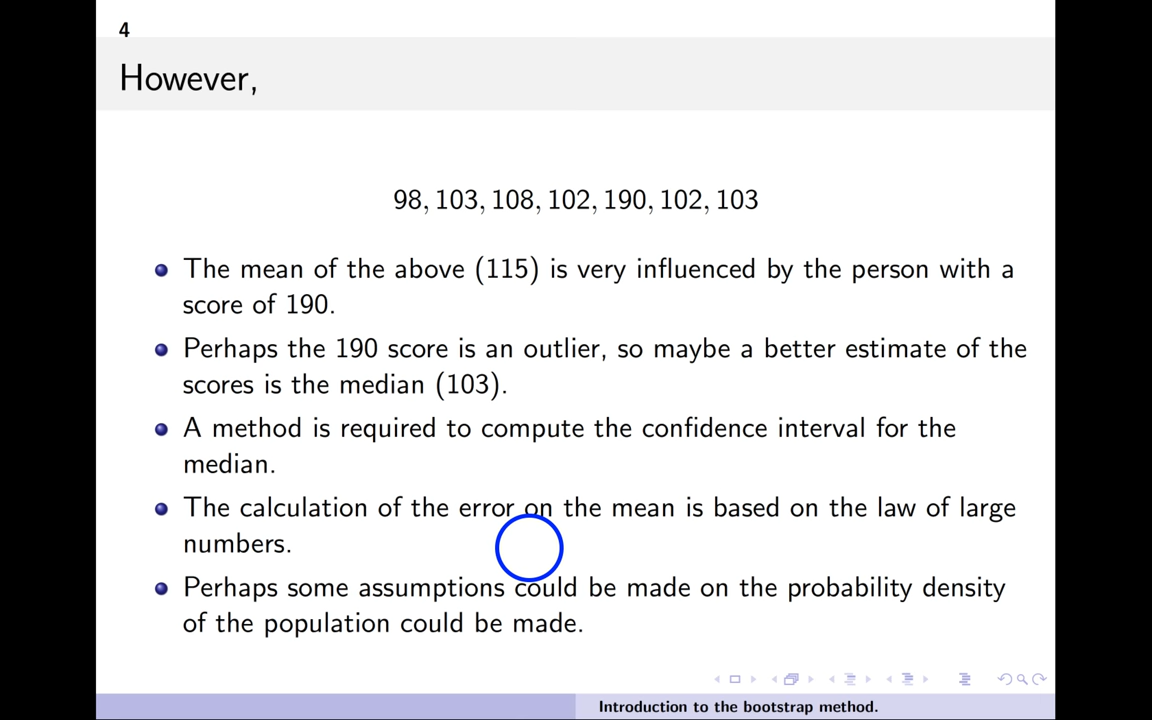 4
However,
98, 103, 108, 102, 190, 102, 103
The mean of the above (115) is very influenced by the person with a
score of 190.
Perhaps the 190 score is an outlier, so maybe a better estimate of the
scores is the median (103).
A method is required to compute the confidence interval for the
median.
The calculation of the error on the mean is based on the law of large
numbers.
Perhaps some assumptions could be made on the probability density
of the population could be made.
Introduction to the bootstrap method.